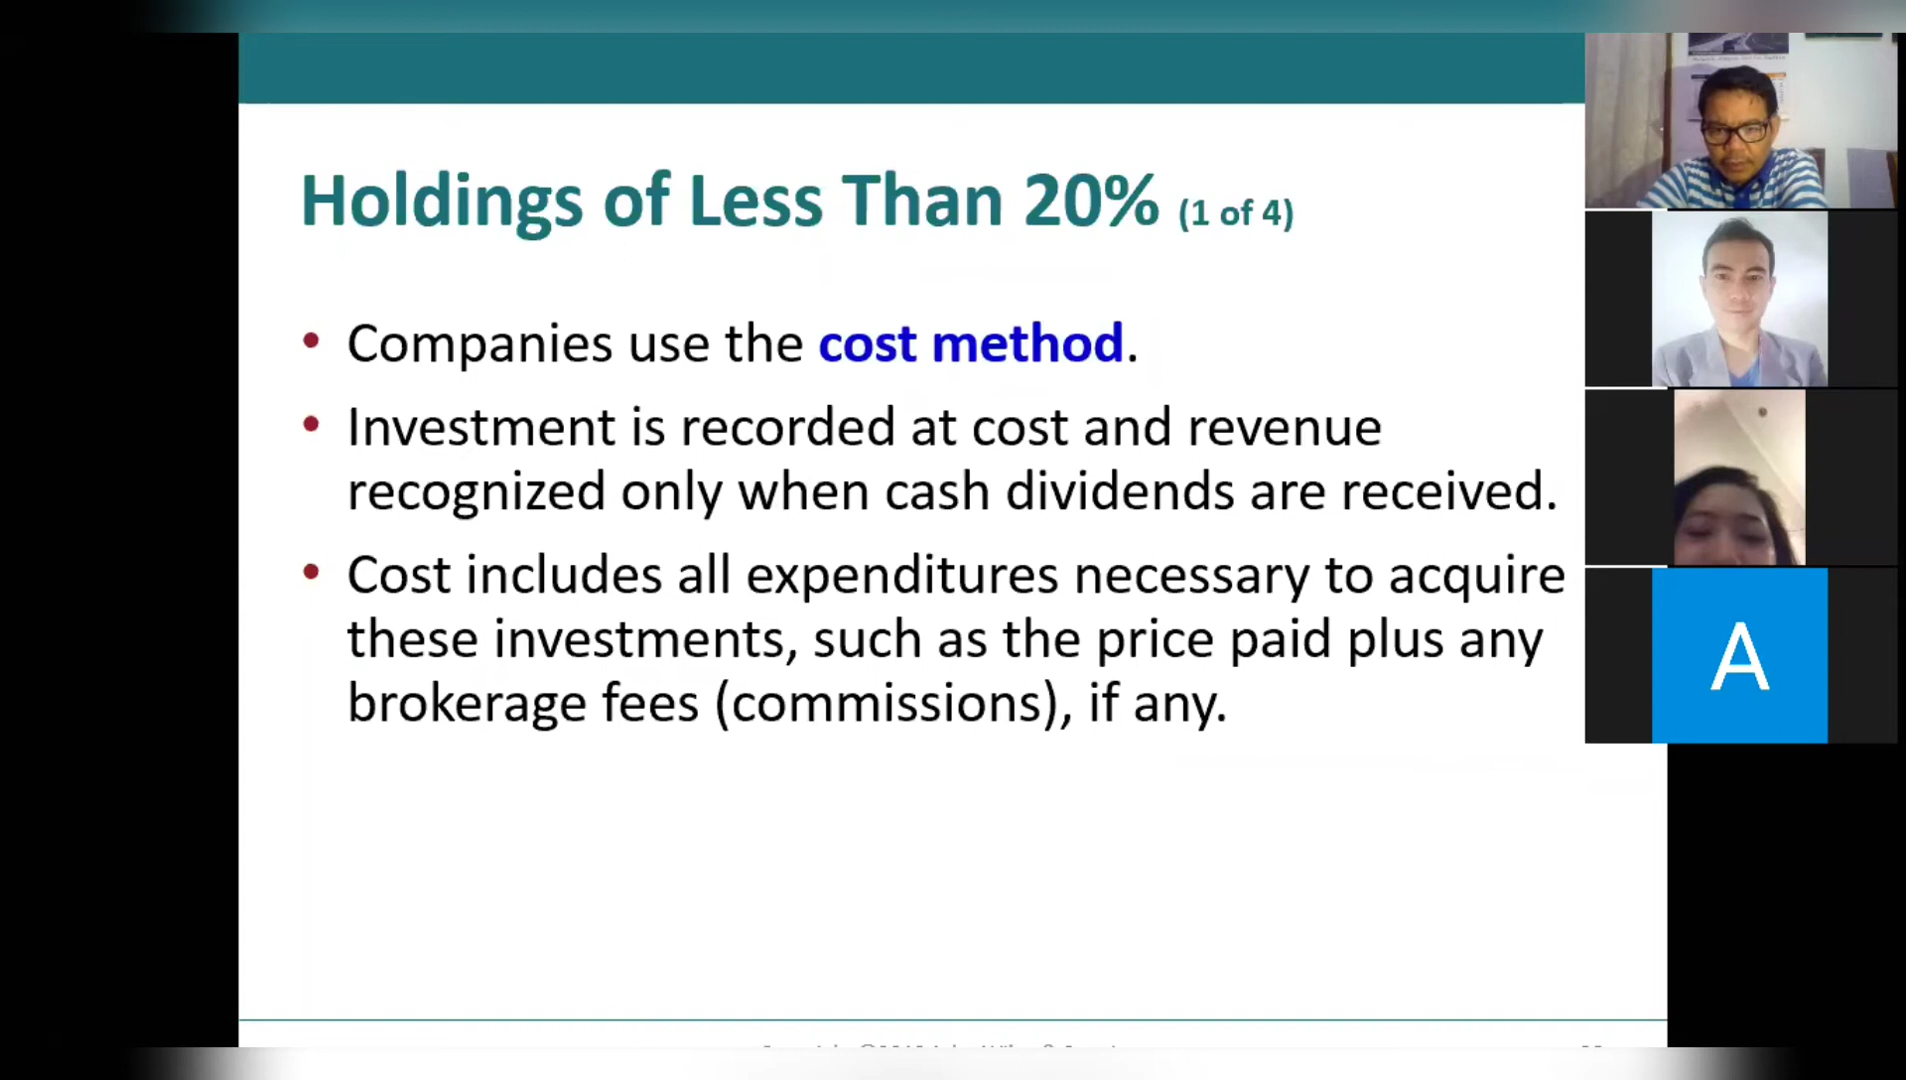 Holdings of Less Than 20% (1 of 4)
• Companies use the cost method.
• Investment is recorded at cost and revenue
recognized only when cash dividends are received.
• Cost includes all expenditures necessary to acquire
these investments, such as the price paid plus any
brokerage fees (commissions), if any.
A